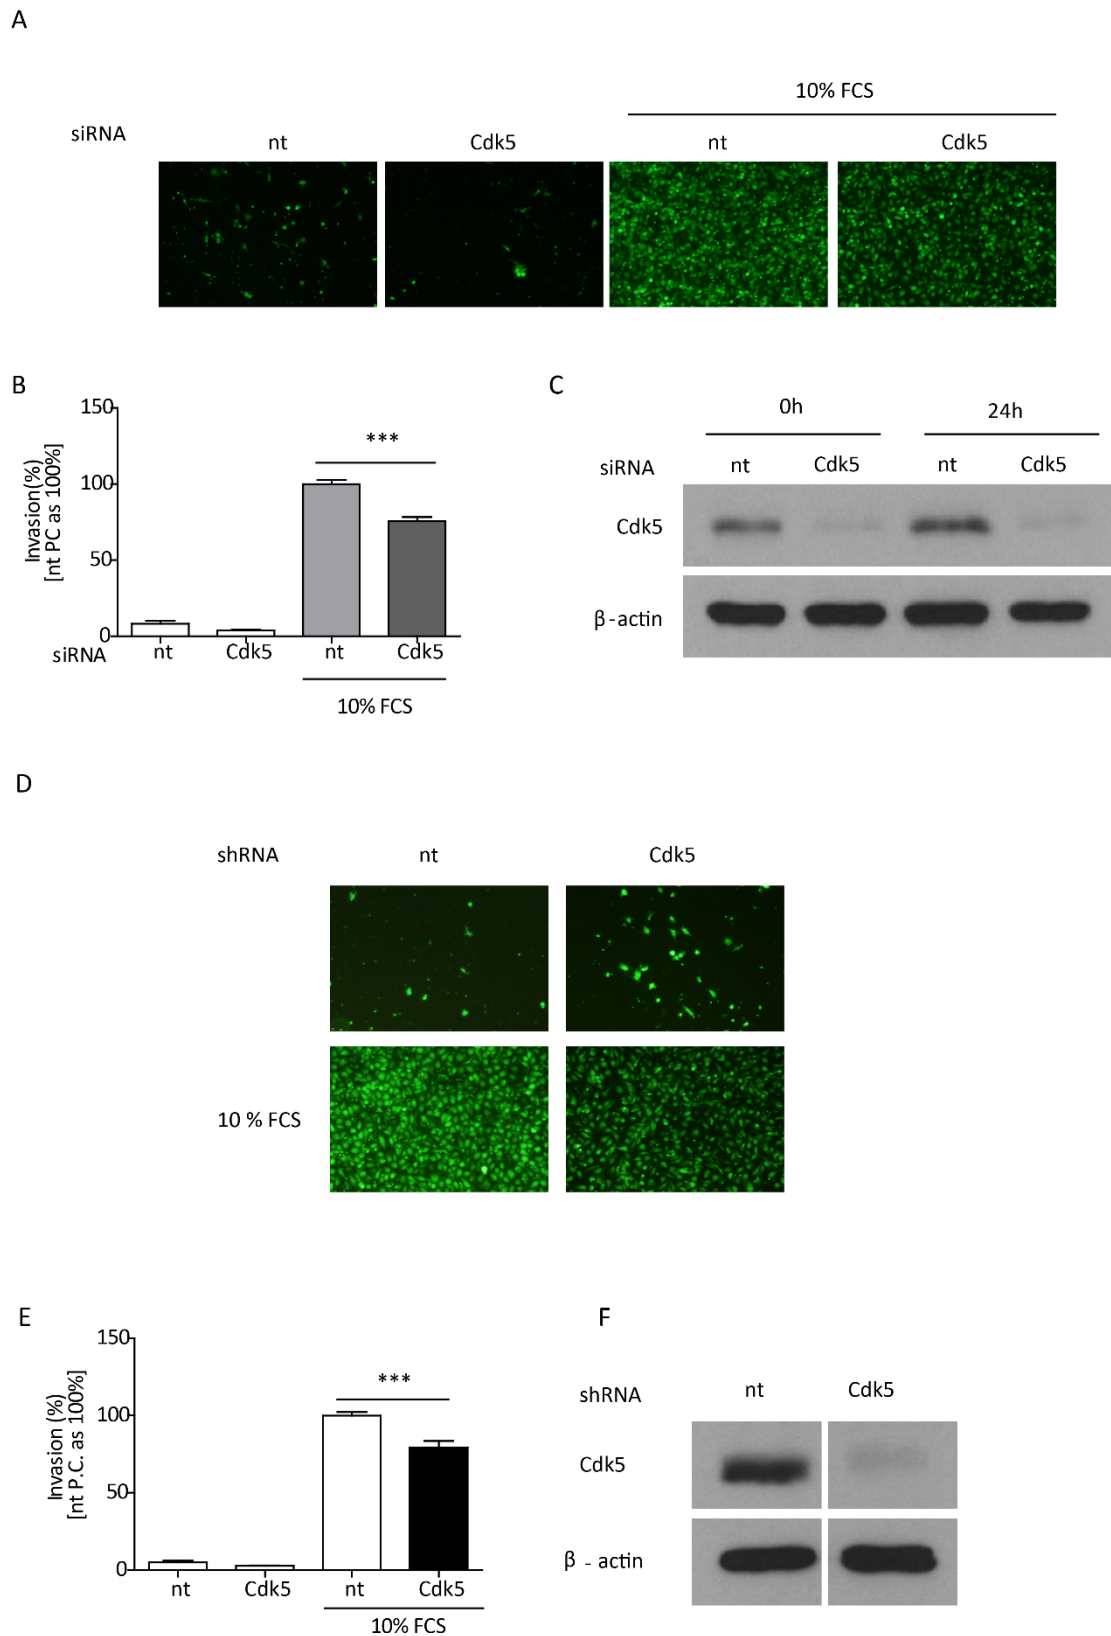 A
10% FCS
siRNA nt Cdk5 nt Cdk5
B
150
100
50
0
Invasion(%)
[nt PC as 100%]
***
siRNA nt Cdk5 nt Cdk5
10% FCS
C
0h 24h
siRNA nt Cdk5 nt Cdk5
Cdk5
β-actin
D
shRNA nt Cdk5
10 % FCS
E
150
100
50
0
Invasion (%)
[nt P.C. as 100%]
***
nt Cdk5 nt Cdk5
10% FCS
F
shRNA nt Cdk5
Cdk5
β - actin